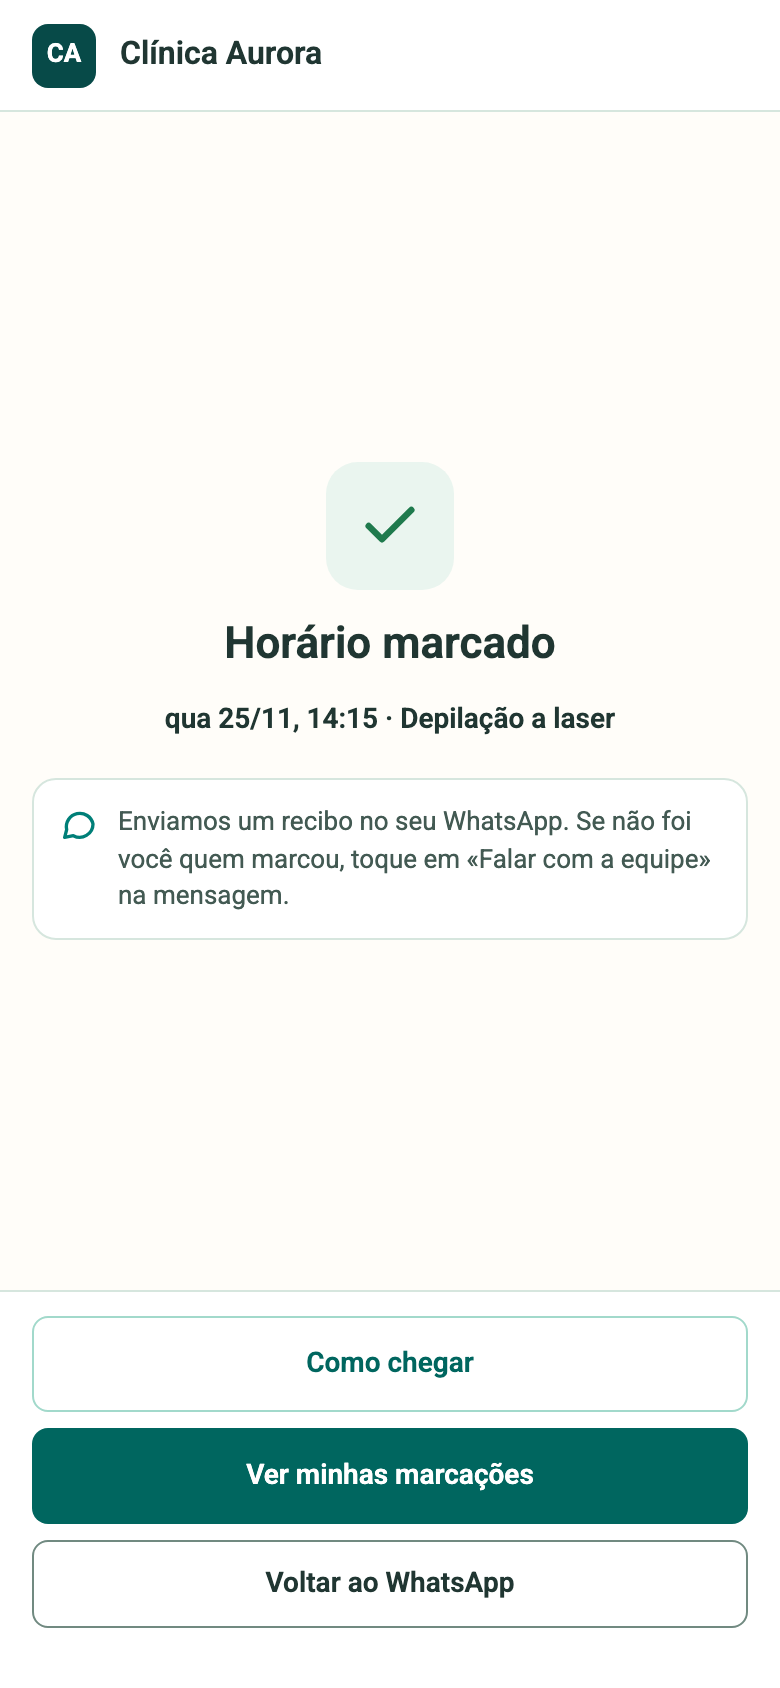 CA
Clínica Aurora
Horário marcado
qua 25/11, 14:15 · Depilação a laser
Enviamos um recibo no seu WhatsApp. Se não foi
você quem marcou, toque em «Falar com a equipe»
na mensagem.
Como chegar
Ver minhas marcações
Voltar ao WhatsApp